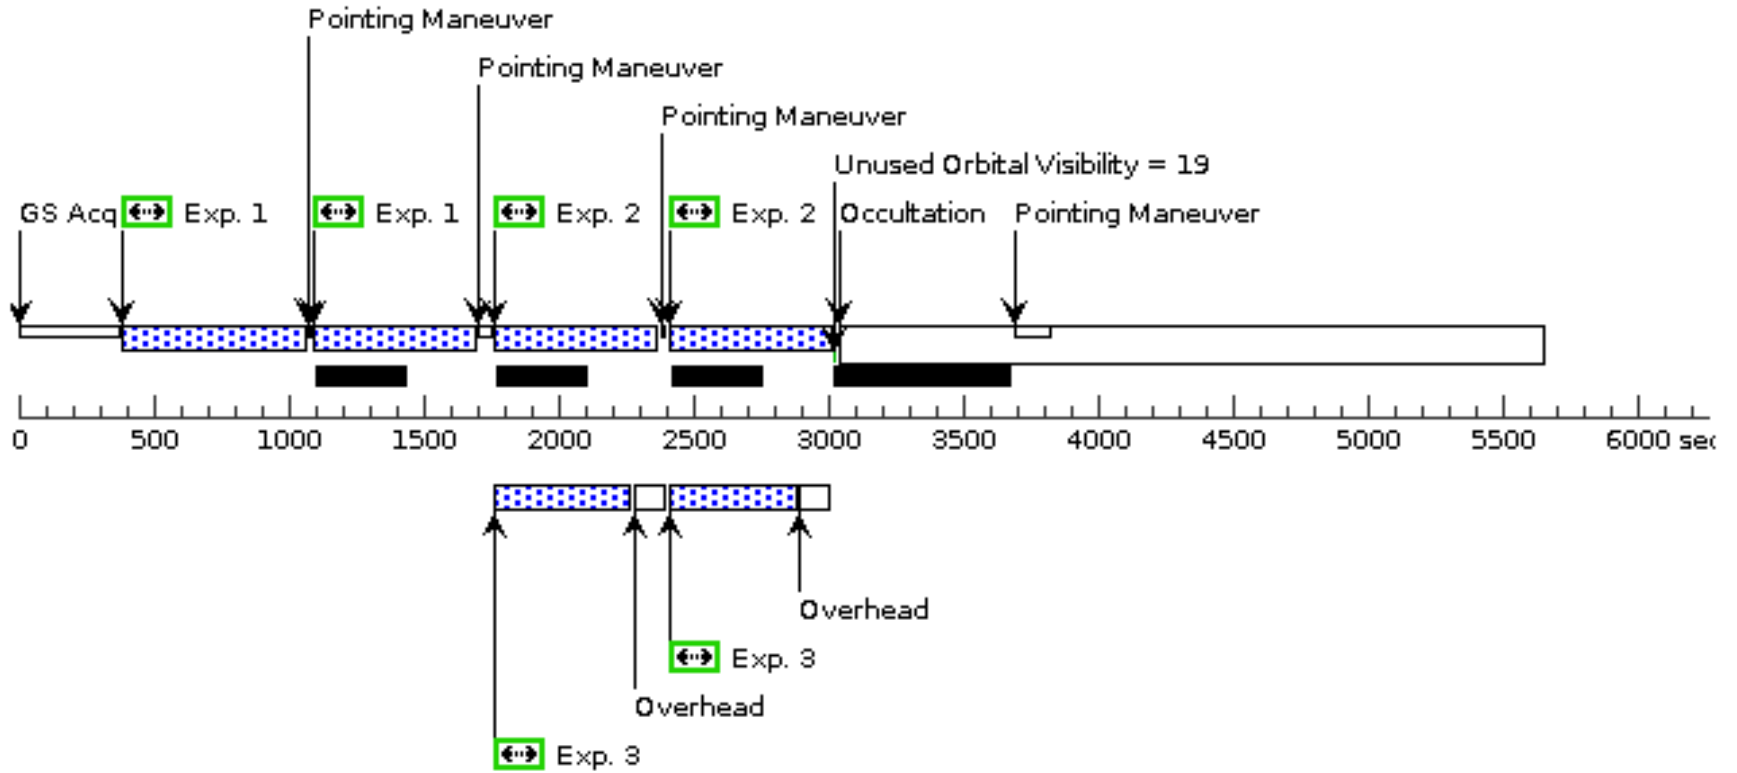 Pointing Maneuver
Pointing Maneuver
Pointing Maneuver
Unused Orbital Visibility = 19
GS Acq Exp. 1 Exp. 1 Exp. 2 Exp. 2 Occultation Pointing Maneuver
0 500 1000 1500 2000 2500 3000 3500 4000 4500 5000 5500 6000 sec
Overhead
Exp. 3
Overhead
Exp. 3